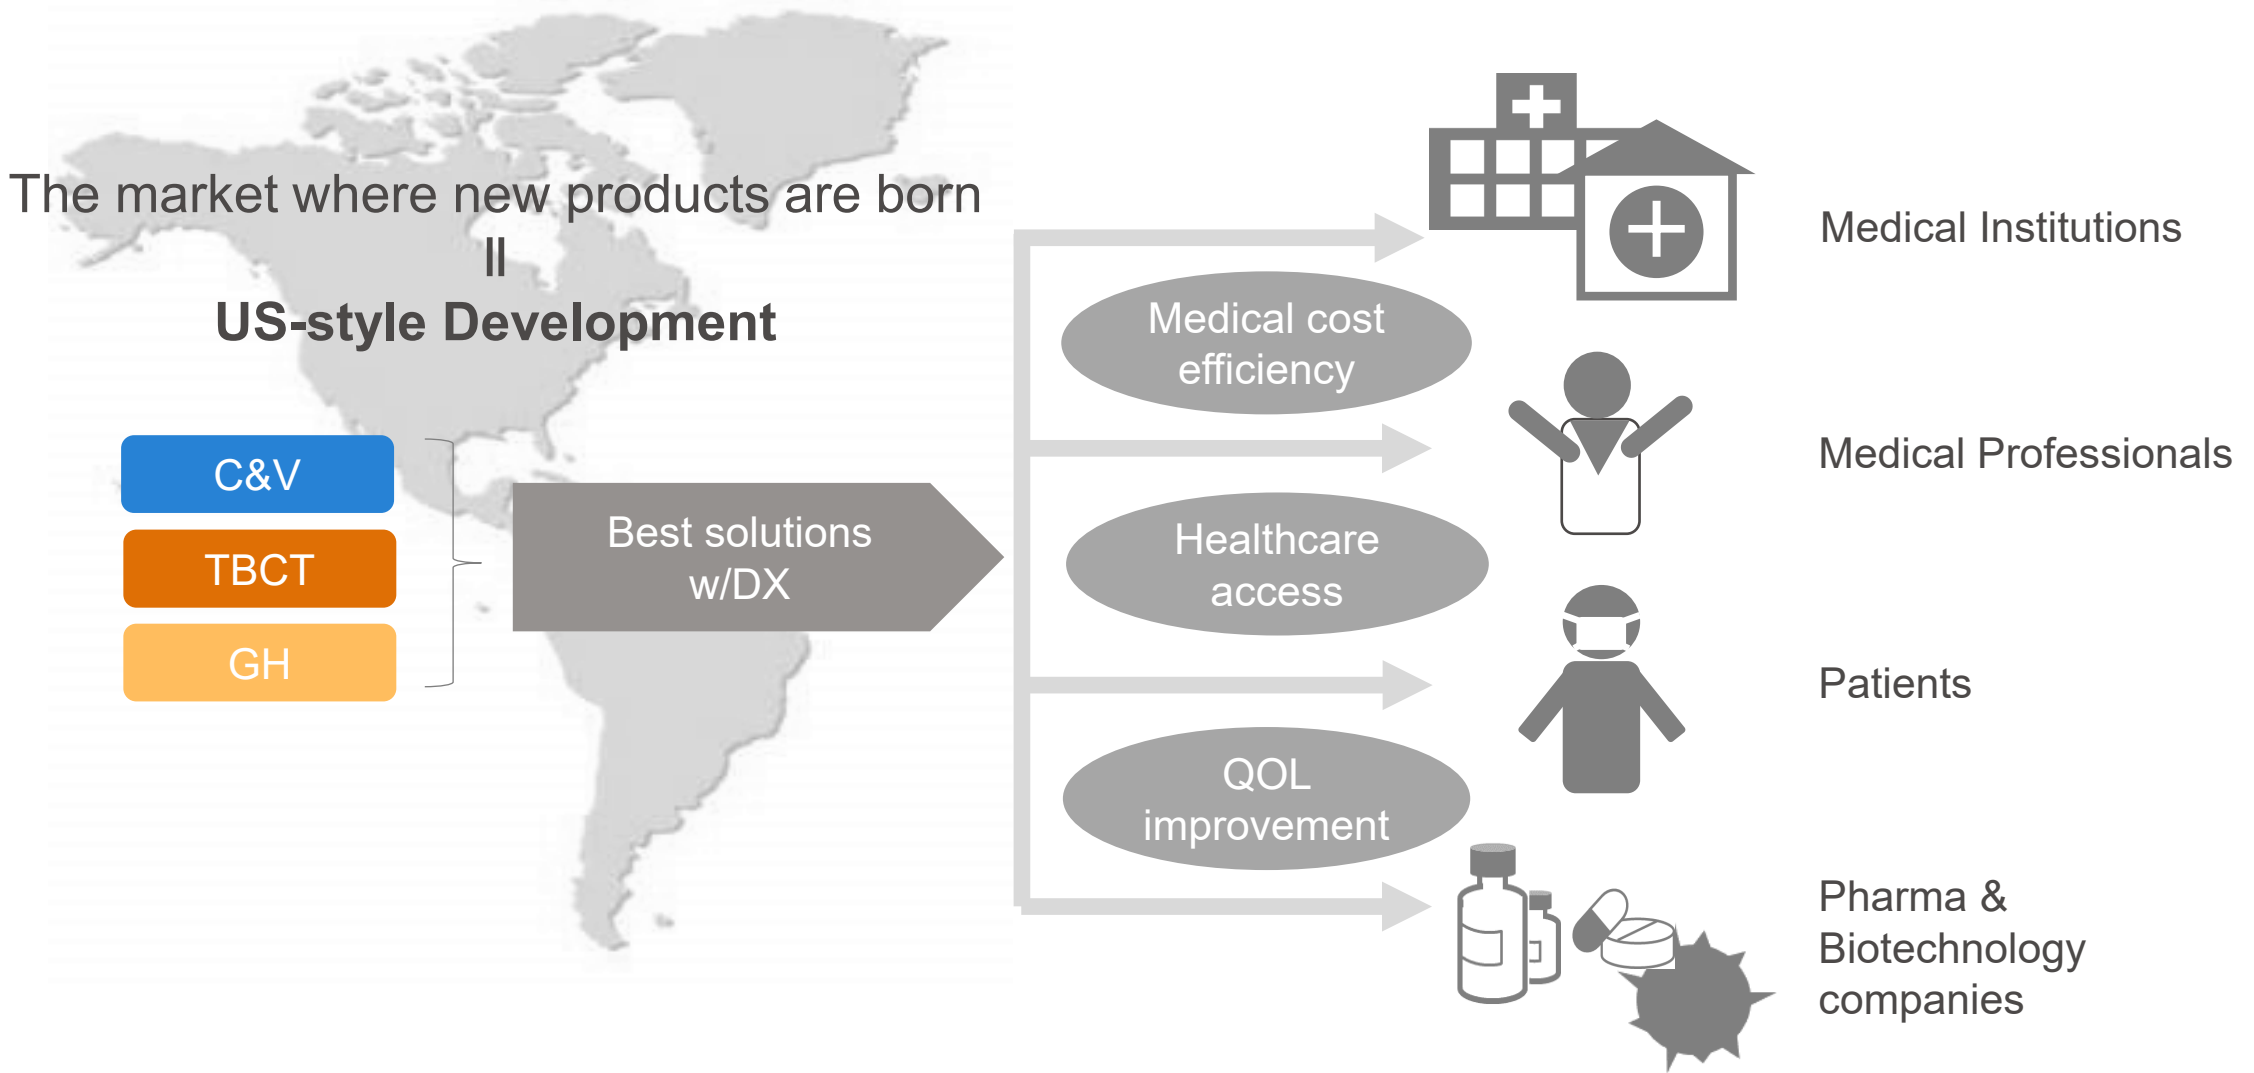 The market where new products are born
||
US-style Development
C&V
TBCT
GH
Best solutions
w/DX
Medical cost
efficiency
Healthcare
access
QOL
improvement
Medical Institutions
Medical Professionals
Patients
Pharma &
Biotechnology
companies